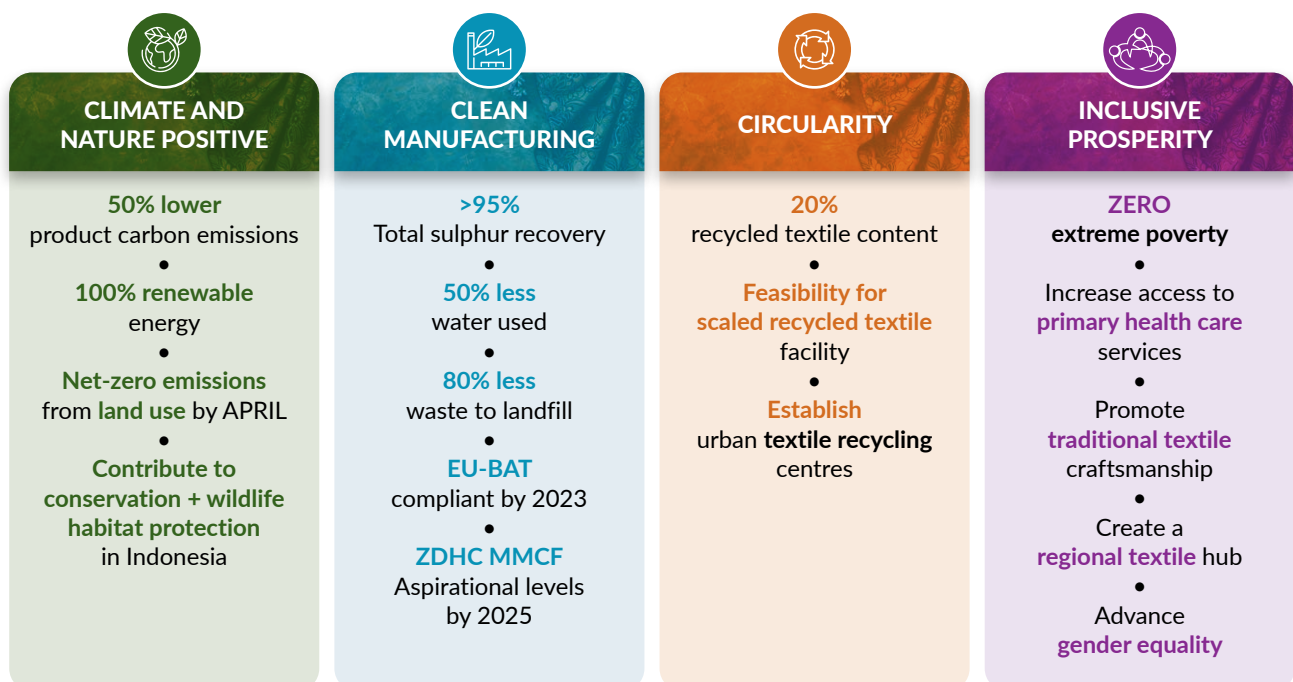 CLIMATE AND
NATURE POSITIVE
50% lower
product carbon emissions
•
100% renewable
energy
•
Net-zero emissions
from land use by APRIL
•
Contribute to
conservation + wildlife
habitat protection
in Indonesia
CLEAN
MANUFACTURING
>95%
Total sulphur recovery
•
50% less
water used
•
80% less
waste to landfill
•
EU-BAT
compliant by 2023
•
ZDHC MMCF
Aspirational levels
by 2025
CIRCULARITY
20%
recycled textile content
•
Feasibility for
scaled recycled textile
facility
•
Establish
urban textile recycling
centres
INCLUSIVE
PROSPERITY
ZERO
extreme poverty
•
Increase access to
primary health care
services
•
Promote
traditional textile
craftsmanship
•
Create a
regional textile hub
•
Advance
gender equality